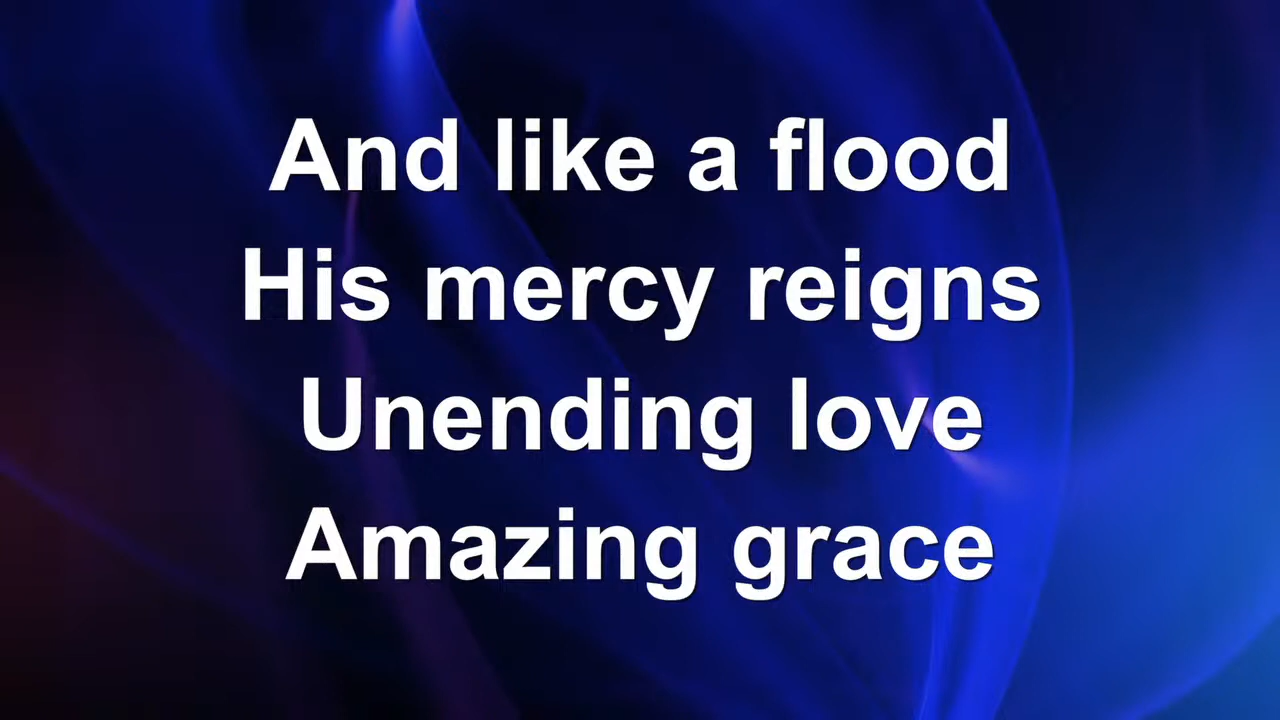 And like a flood
His mercy reigns
Unending love
Amazing grace